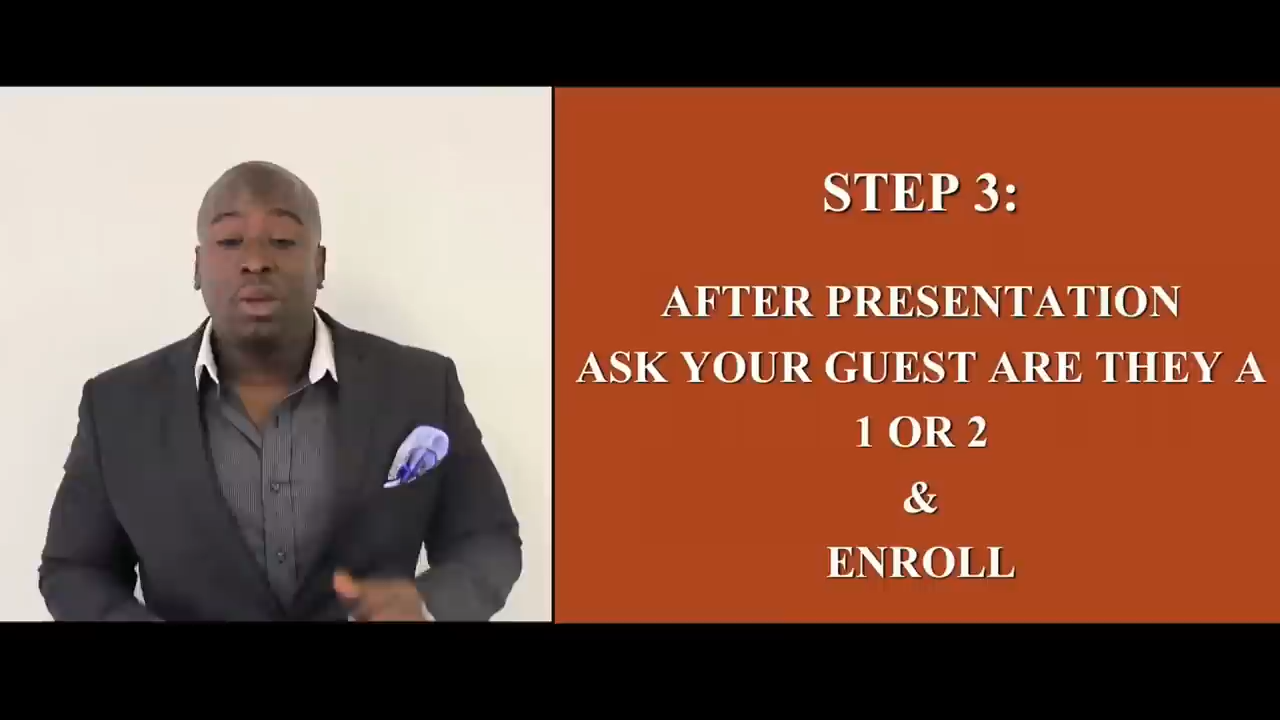 STEP 3:
AFTER PRESENTATION
ASK YOUR GUEST ARE THEY A
1 OR 2
&
ENROLL